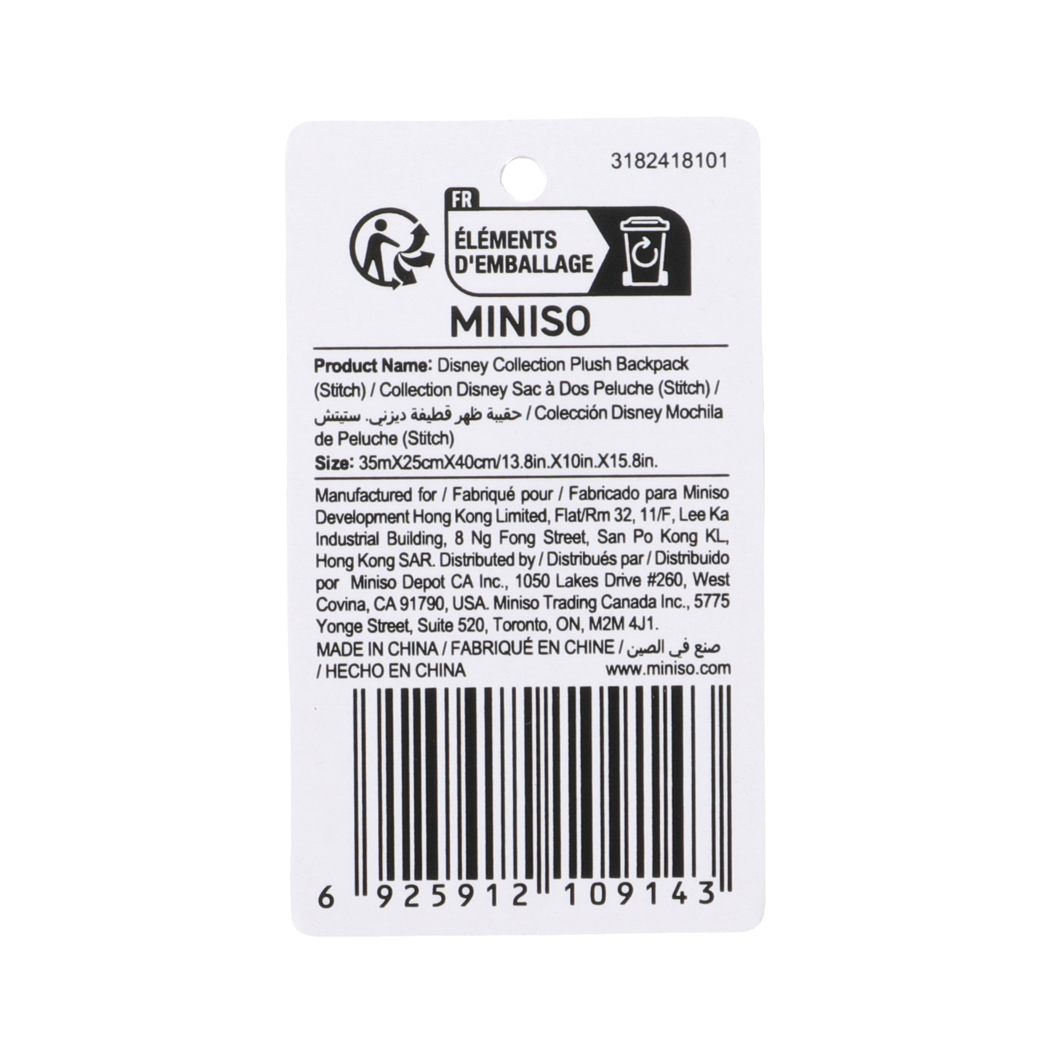 3182418101
FR
ÉLÉMENTS
D'EMBALLAGE
MINISO
Product Name: Disney Collection Plush Backpack
(Stitch) / Collection Disney Sac à Dos Peluche (Stitch) /
حقيبة ظهر قطيفة ديزني. ستيتش / Colección Disney Mochila
de Peluche (Stitch)
Size: 35mX25cmX40cm/13.8in.X10in.X15.8in.
Manufactured for / Fabriqué pour / Fabricado para Miniso
Development Hong Kong Limited, Flat/Rm 32, 11/F, Lee Ka
Industrial Building, 8 Ng Fong Street, San Po Kong KL,
Hong Kong SAR. Distributed by / Distribués par / Distribuido
por Miniso Depot CA Inc., 1050 Lakes Drive #260, West
Covina, CA 91790, USA. Miniso Trading Canada Inc., 5775
Yonge Street, Suite 520, Toronto, ON, M2M 4J1.
MADE IN CHINA / FABRIQUÉ EN CHINE / صنع في الصين
/ HECHO EN CHINA www.miniso.com
6 925912 109143